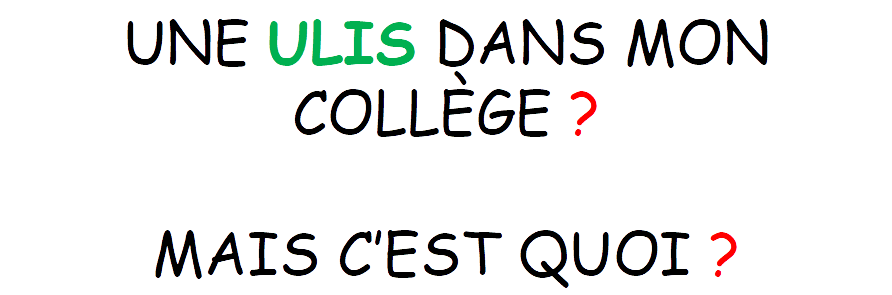 UNE ULIS DANS MON
COLLÈGE ?
MAIS C'EST QUOI ?